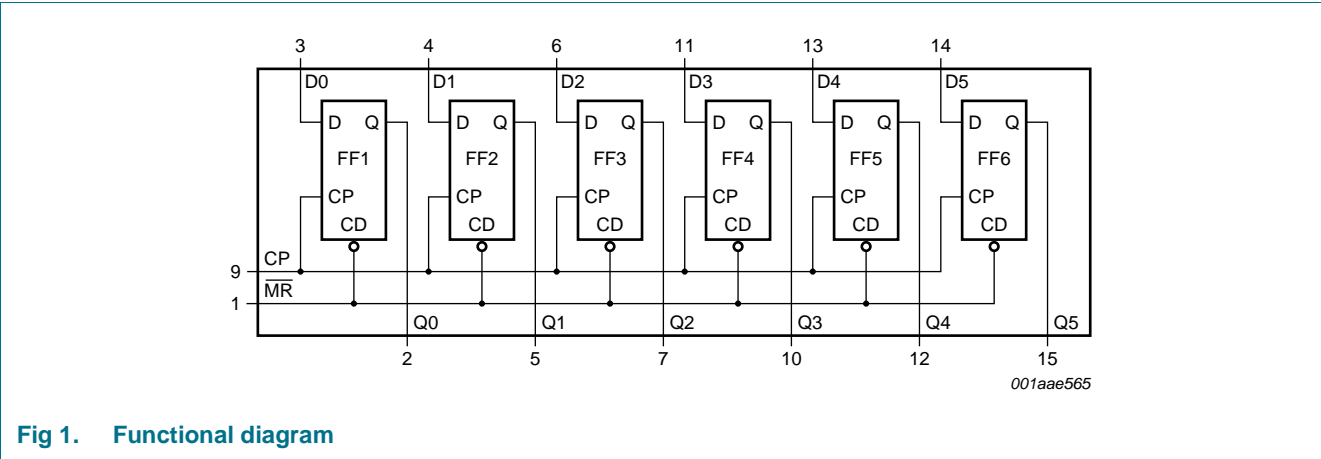 3 4 6 11 13 14
D0 D1 D2 D3 D4 D5
D Q D Q D Q D Q D Q D Q
FF1 FF2 FF3 FF4 FF5 FF6
CP CP CP CP CP CP
CD CD CD CD CD CD
9 CP
1 M̅R̅
Q0 Q1 Q2 Q3 Q4 Q5
2 5 7 10 12 15
001aae565
Fig 1. Functional diagram